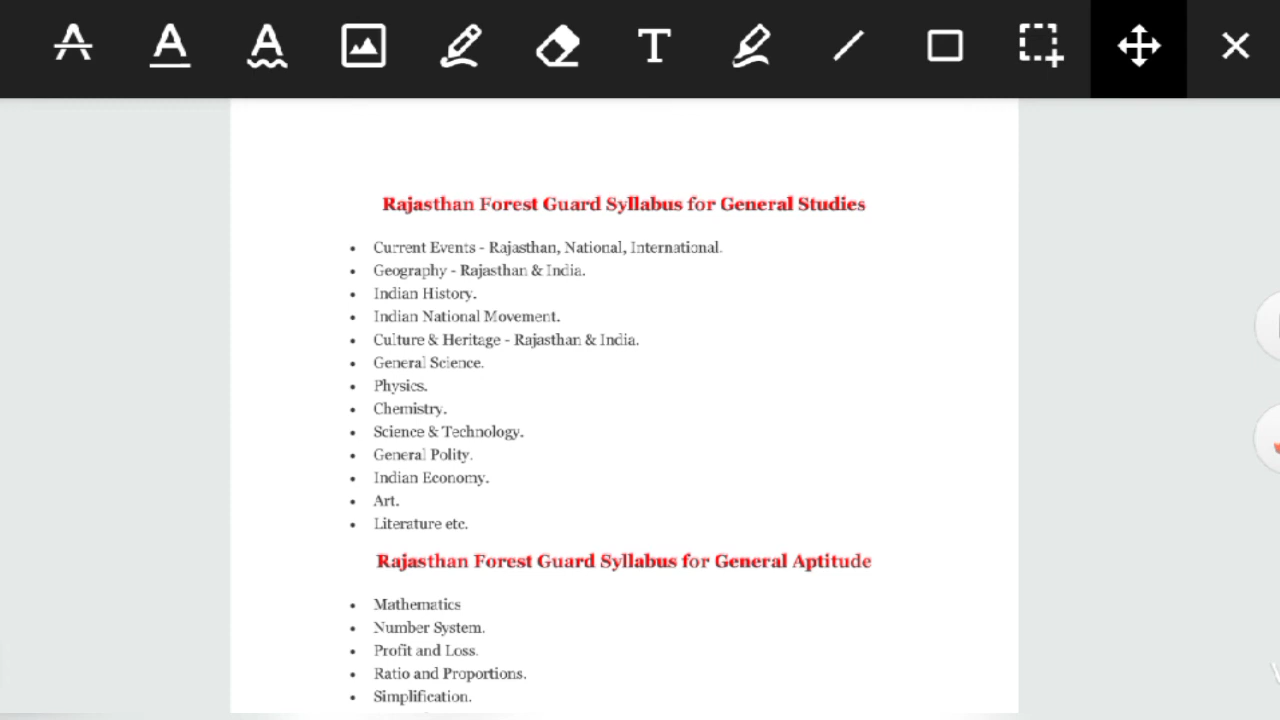 Rajasthan Forest Guard Syllabus for General Studies
• Current Events - Rajasthan, National, International.
• Geography - Rajasthan & India.
• Indian History.
• Indian National Movement.
• Culture & Heritage - Rajasthan & India.
• General Science.
• Physics.
• Chemistry.
• Science & Technology.
• General Polity.
• Indian Economy.
• Art.
• Literature etc.
Rajasthan Forest Guard Syllabus for General Aptitude
• Mathematics
• Number System.
• Profit and Loss.
• Ratio and Proportions.
• Simplification.